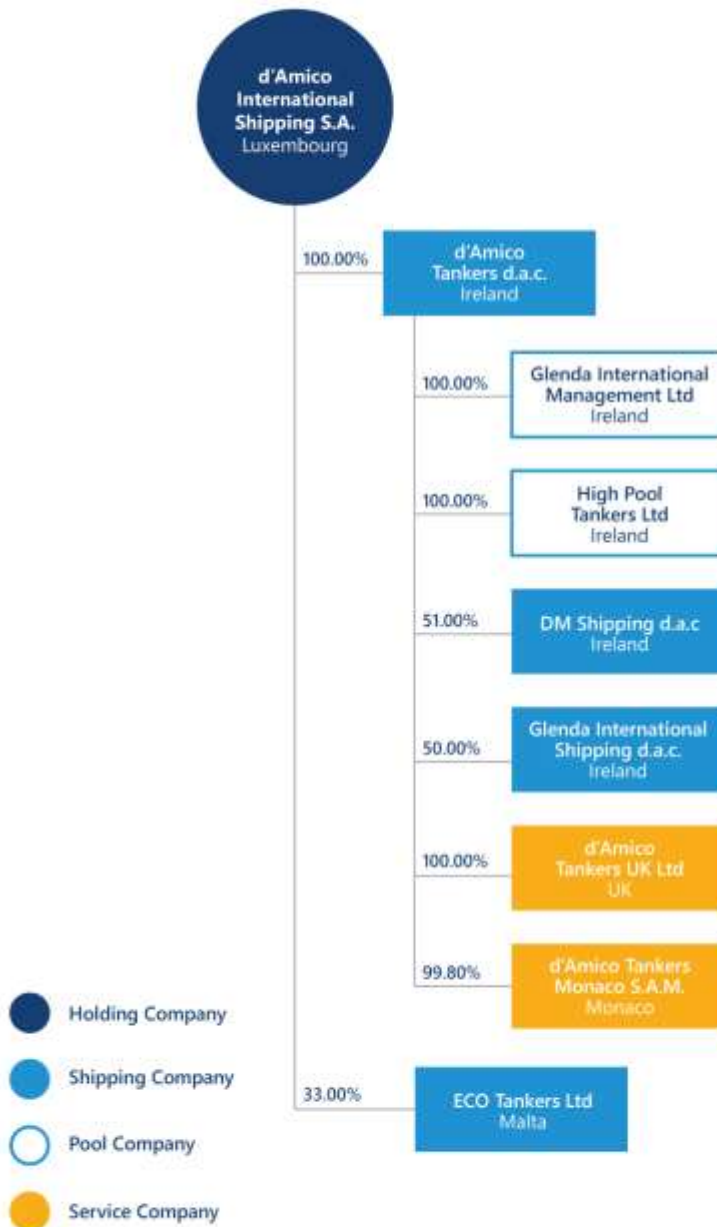 d'Amico
International
Shipping S.A.
Luxembourg
100.00%
d'Amico
Tankers d.a.c.
Ireland
100.00%
Glenda International
Management Ltd
Ireland
100.00%
High Pool
Tankers Ltd
Ireland
51.00%
DM Shipping d.a.c
Ireland
50.00%
Glenda International
Shipping d.a.c.
Ireland
100.00%
d'Amico
Tankers UK Ltd
UK
99.80%
d'Amico Tankers
Monaco S.A.M.
Monaco
33.00%
ECO Tankers Ltd
Malta
Holding Company
Shipping Company
Pool Company
Service Company